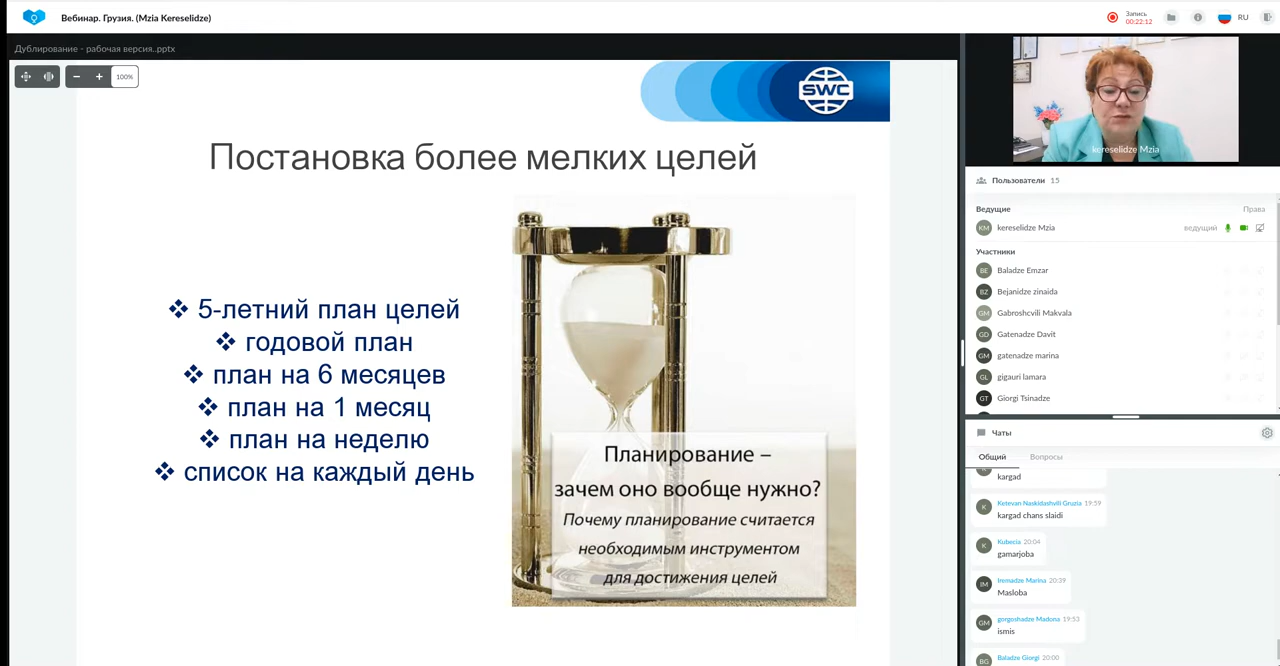 Вебинар. Грузия. (Mzia Kereselidze)
Запись
00:22:12
RU
Дублирование - рабочая версия..pptx
100%
SWC
Постановка более мелких целей
❖ 5-летний план целей
❖ годовой план
❖ план на 6 месяцев
❖ план на 1 месяц
❖ план на неделю
❖ список на каждый день
Планирование –
зачем оно вообще нужно?
Почему планирование считается
необходимым инструментом
для достижения целей
kereselidze Mzia
Пользователи 15
Ведущие Права
KM kereselidze Mzia ведущий
Участники
BE Baladze Emzar
BZ Bejanidze zinaida
GM Gabroshcvili Makvala
GD Gatenadze Davit
GM gatenadze marina
GL gigauri lamara
GT Giorgi Tsinadze
Чаты
Общий Вопросы
kargad
K Ketevan Naskidashvili Gruzia 19:59
kargad chans slaidi
K Kubecia 20:04
gamarjoba
IM Iremadze Marina 20:39
Masloba
GM gorgoshadze Madona 19:53
ismis
BG Baladze Giorgi 20:00